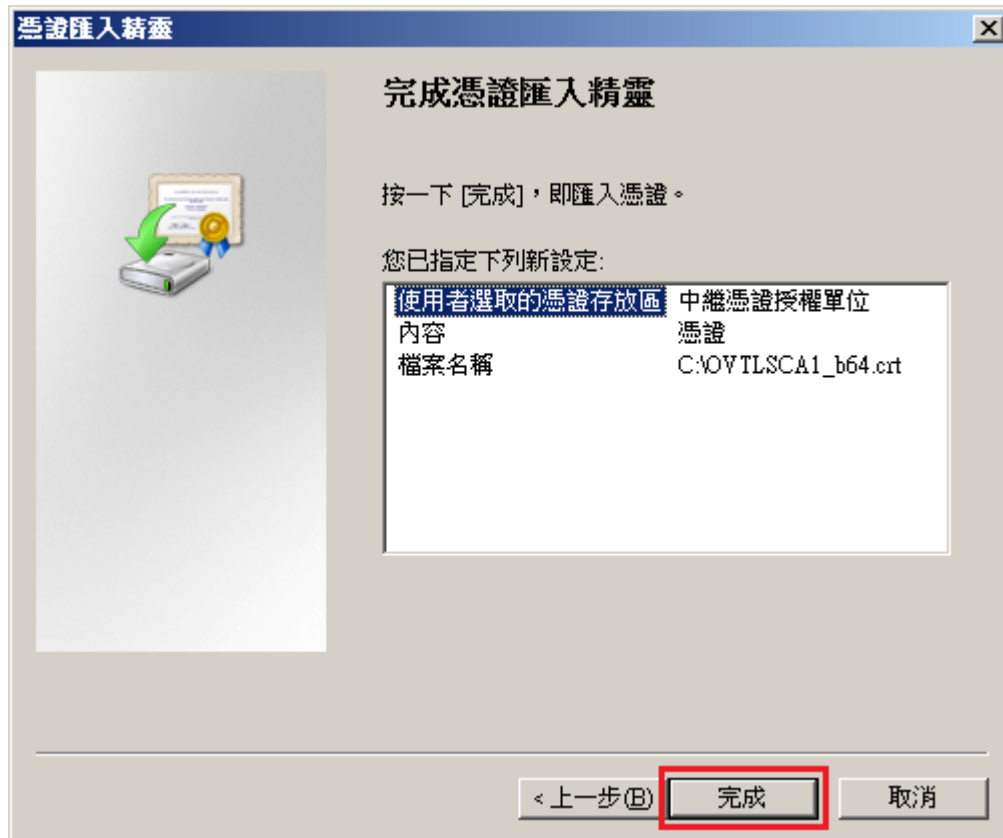 憑證匯入精靈
完成憑證匯入精靈
按一下 [完成]，即匯入憑證。
您已指定下列新設定:
使用者選取的憑證存放區 中繼憑證授權單位
內容 憑證
檔案名稱 C:\OVTLSCA1_b64.crt
< 上一步(B) 完成 取消